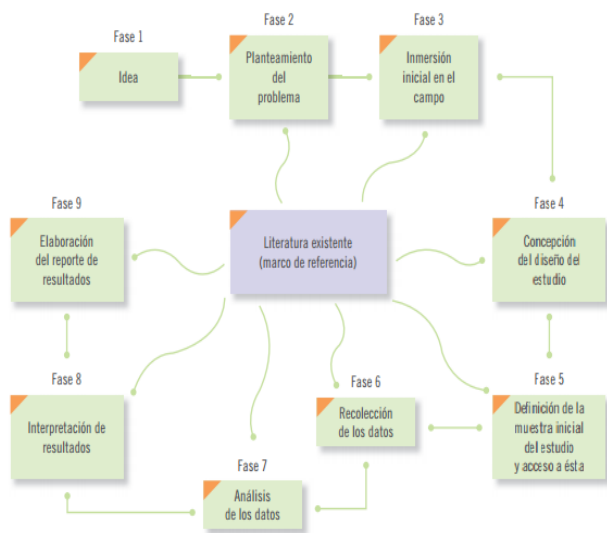 Fase 1
Idea
Fase 2
Planteamiento
del
problema
Fase 3
Inmersión
inicial en el
campo
Fase 4
Concepción
del diseño del
estudio
Fase 5
Definición de la
muestra inicial
del estudio
y acceso a ésta
Fase 6
Recolección
de los datos
Fase 7
Análisis
de los datos
Fase 8
Interpretación de
resultados
Fase 9
Elaboración
del reporte de
resultados
Literatura existente
(marco de referencia)